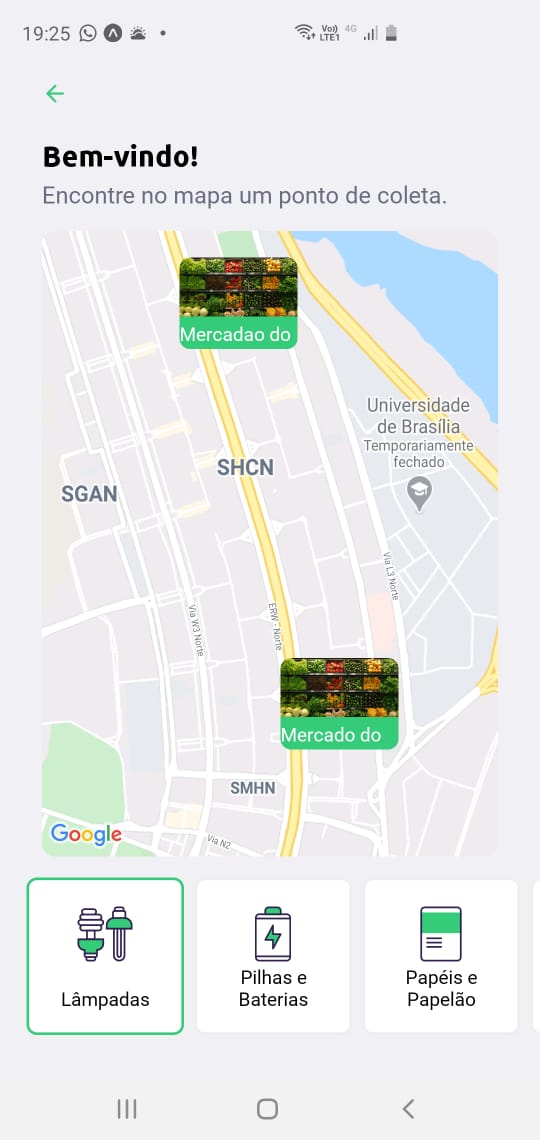 19:25
Vo))
LTE1
4G
Bem-vindo!
Encontre no mapa um ponto de coleta.
Mercadao do
Universidade
de Brasília
Temporariamente
fechado
SHCN
SGAN
Via L3 Norte
Via W3 Norte
ERW - Norte
Mercado do
SMHN
Google
Via N2
Lâmpadas
Pilhas e
Baterias
Papéis e
Papelão